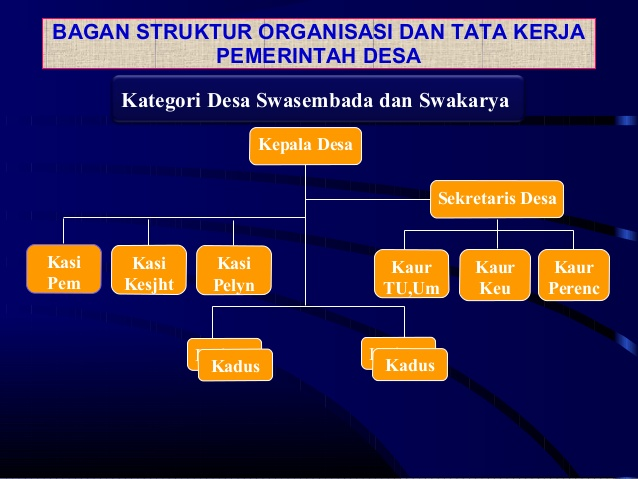 BAGAN STRUKTUR ORGANISASI DAN TATA KERJA
PEMERINTAH DESA
Kategori Desa Swasembada dan Swakarya
Kepala Desa
Sekretaris Desa
Kasi
Pem
Kasi
Kesjht
Kasi
Pelyn
Kaur
TU,Um
Kaur
Keu
Kaur
Perenc
Kadus
Kadus